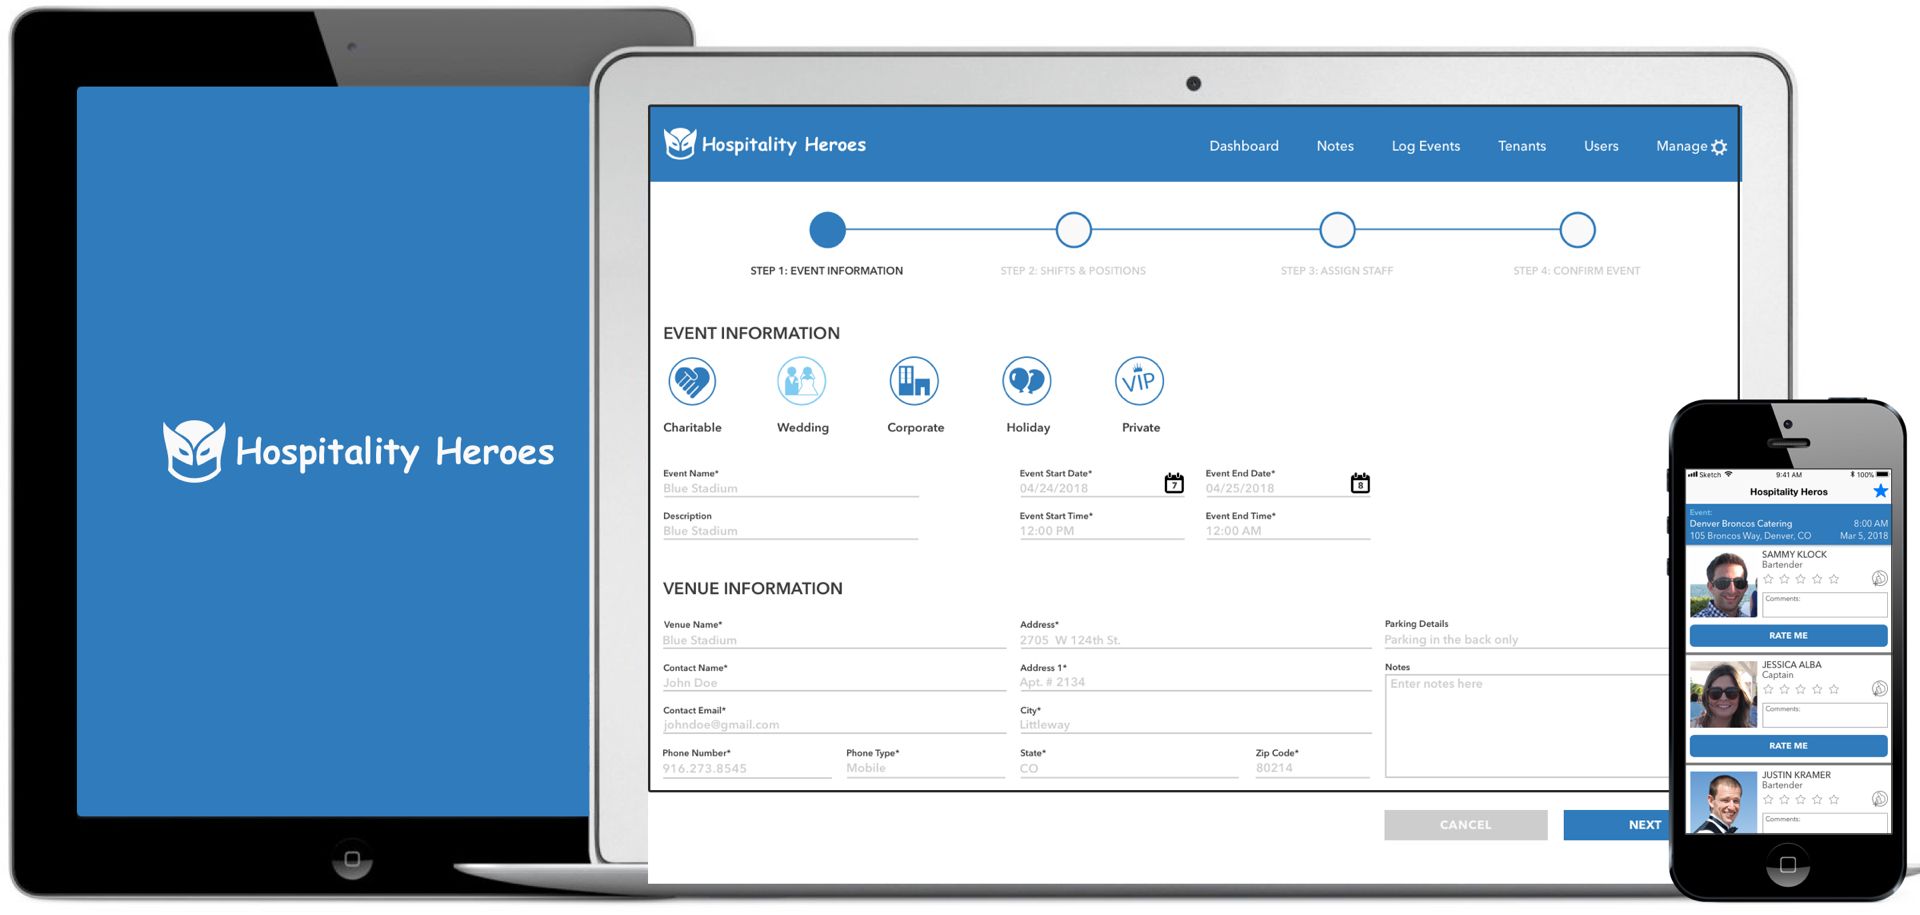 Hospitality Heroes
Hospitality Heroes
Dashboard Notes Log Events Tenants Users Manage
STEP 1: EVENT INFORMATION STEP 2: SHIFTS & POSITIONS STEP 3: ASSIGN STAFF STEP 4: CONFIRM EVENT
EVENT INFORMATION
VIP
Charitable Wedding Corporate Holiday Private
Event Name* Event Start Date* Event End Date*
Blue Stadium 04/24/2018 7 04/25/2018 8
Description Event Start Time* Event End Time*
Blue Stadium 12:00 PM 12:00 AM
VENUE INFORMATION
Venue Name* Address* Parking Details
Blue Stadium 2705 W 124th St. Parking in the back only
Contact Name* Address 1* Notes
John Doe Apt. # 2134 Enter notes here
Contact Email* City*
johndoe@gmail.com Littleway
Phone Number* Phone Type* State* Zip Code*
916.273.8545 Mobile CO 80214
CANCEL NEXT
Sketch 9:41 AM 100%
Hospitality Heros
Event:
Denver Broncos Catering 8:00 AM
105 Broncos Way, Denver, CO Mar 5, 2018
SAMMY KLOCK
Bartender
Comments:
RATE ME
JESSICA ALBA
Captain
Comments:
RATE ME
JUSTIN KRAMER
Bartender
Comments: